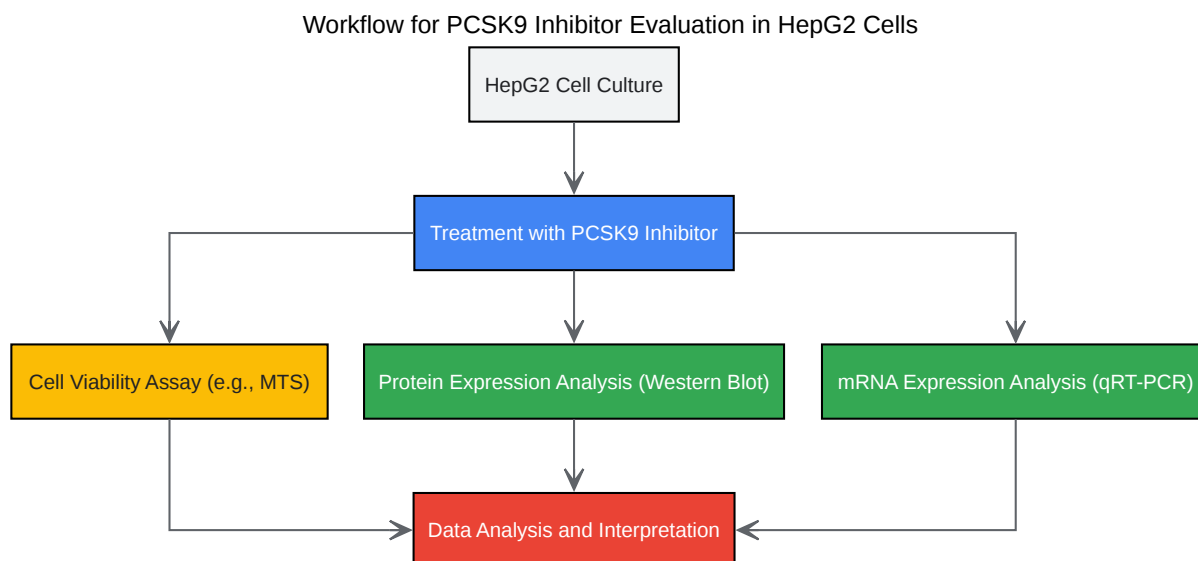 Workflow for PCSK9 Inhibitor Evaluation in HepG2 Cells
HepG2 Cell Culture
Treatment with PCSK9 Inhibitor
Cell Viability Assay (e.g., MTS)
Protein Expression Analysis (Western Blot)
mRNA Expression Analysis (qRT-PCR)
Data Analysis and Interpretation